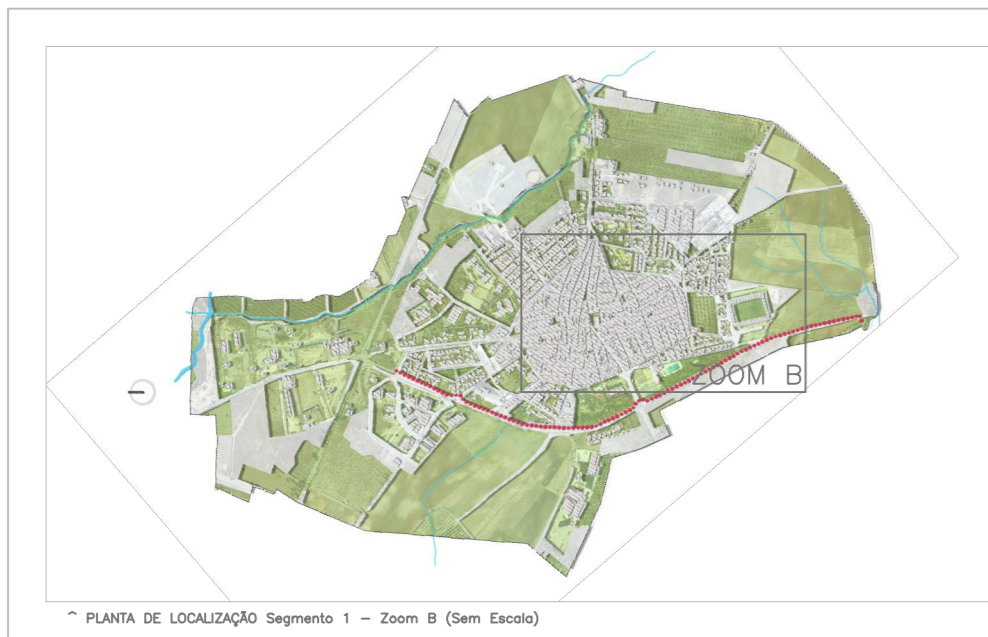 ZOOM B
^ PLANTA DE LOCALIZAÇÃO Segmento 1 – Zoom B (Sem Escala)